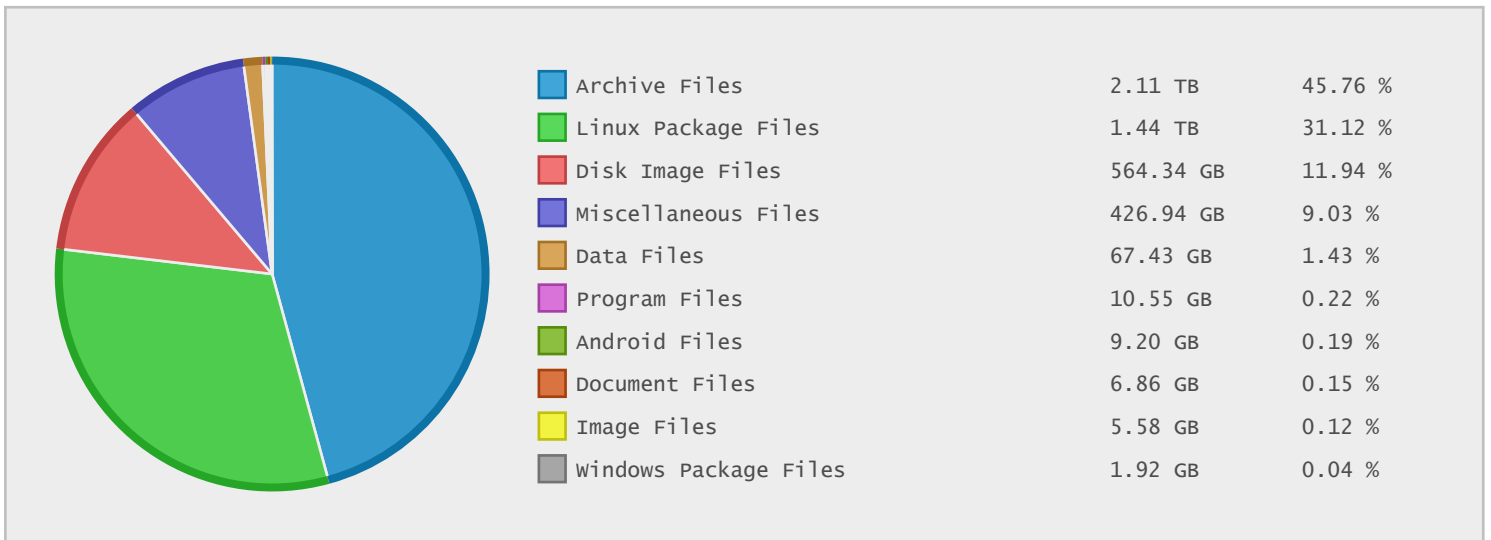 Archive Files 2.11 TB 45.76 %
Linux Package Files 1.44 TB 31.12 %
Disk Image Files 564.34 GB 11.94 %
Miscellaneous Files 426.94 GB 9.03 %
Data Files 67.43 GB 1.43 %
Program Files 10.55 GB 0.22 %
Android Files 9.20 GB 0.19 %
Document Files 6.86 GB 0.15 %
Image Files 5.58 GB 0.12 %
Windows Package Files 1.92 GB 0.04 %